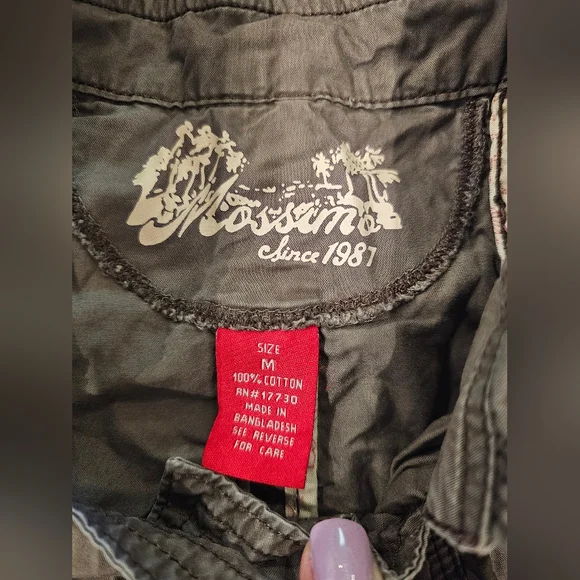 Mossimo
Since 1987
SIZE
M
100% COTTON
RN#17730
MADE IN
BANGLADESH
SEE REVERSE
FOR CARE